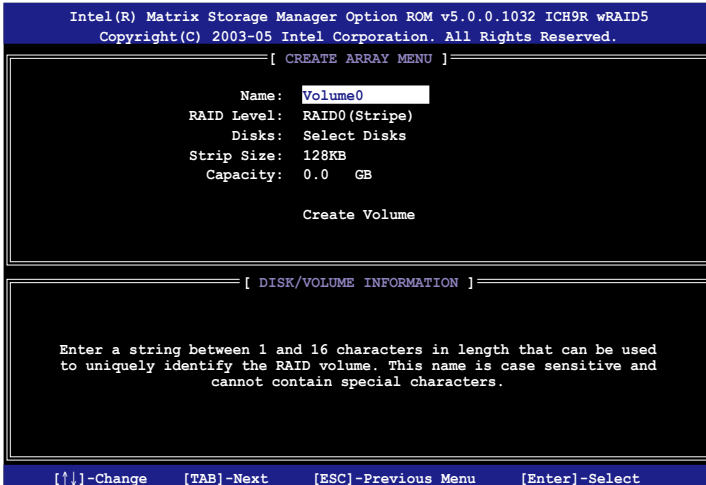 Intel(R) Matrix Storage Manager Option ROM v5.0.0.1032 ICH9R wRAID5
Copyright(C) 2003-05 Intel Corporation. All Rights Reserved.
[ CREATE ARRAY MENU ]
Name: Volume0
RAID Level: RAID0(Stripe)
Disks: Select Disks
Strip Size: 128KB
Capacity: 0.0 GB
Create Volume
[ DISK/VOLUME INFORMATION ]
Enter a string between 1 and 16 characters in length that can be used
to uniquely identify the RAID volume. This name is case sensitive and
cannot contain special characters.
[↑↓]-Change [TAB]-Next [ESC]-Previous Menu [Enter]-Select